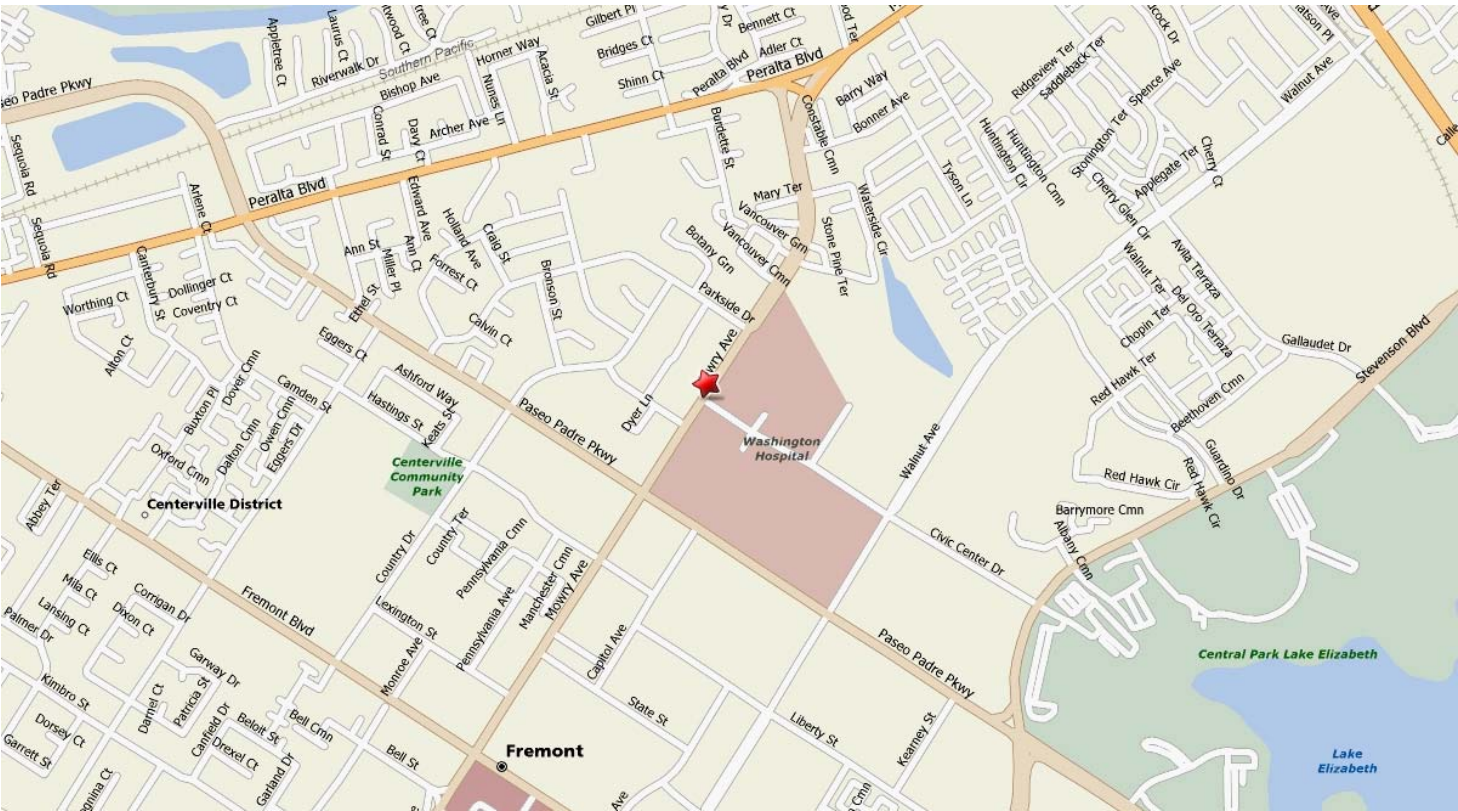 Gilbert Pl
Bennett Ct
Appletree Ct
Laurus Ct
Riverwalk Dr
Southern Pacific
Horner Way
Bridges Ct
Adler Ct
Peralta Blvd
Peralta Blvd
Shinn Ct
Acacia St
Nunes Ln
Bishop Ave
Conrad St
Davy Ct
Archer Ave
Barry Way
Bonner Ave
Constable Cmn
Burdette St
Ridgeview Ter
Saddleback Ter
Spence Ave
Walnut Ave
Stonington Ter
Huntington Cir
Huntington Cmn
Cherry Ct
Applegate Ter
Cherry Glen Cir
Tyson Ln
Sequoia Rd
Sequoia Rd
Arlene Ct
Peralta Blvd
Edward Ave
Holland Ave
Craig St
Mary Ter
Vancouver Grn
Vancouver Cmn
Waterside Cir
Stone Pine Ter
Botany Grn
Parkside Dr
Ann St
Ann Ct
Miller Pl
Forrest Ct
Bronson St
Canterbury St
Dollinger Ct
Coventry Ct
Worthing Ct
Alton Ct
Ethel St
Calvin Ct
Eggers Ct
Walnut Ter
Avila Terraza
Del Oro Terraza
Chopin Ter
Gallaudet Dr
Stevenson Blvd
Red Hawk Ter
Beethoven Cmn
Guardino Dr
Red Hawk Cir
Red Hawk Cir
Dover Cmn
Buxton Pl
Camden St
Ashford Way
Hastings St
Keats St
Owen Cmn
Dalton Cmn
Eggers Dr
Oxford Cmn
Dyer Ln
Paseo Padre Pkwy
Washington
Hospital
Walnut Ave
Centerville
Community
Park
Centerville District
Abbey Ter
Barrymore Cmn
Albany Cmn
Civic Center Dr
Country Dr
Country Ter
Pennsylvania Cmn
Manchester Cmn
Mowry Ave
Pennsylvania Ave
Lexington St
Monroe Ave
Fremont Blvd
Ellis Ct
Mila Ct
Lansing Ct
Dixon Ct
Corrigan Dr
Palmer Dr
Garway Dr
Kimbro St
Darnel Ct
Patricia St
Canfield Dr
Beloit St
Bell Cmn
Drexel Ct
Garland Dr
Dorsey Ct
Garrett St
Bell St
Capitol Ave
State St
Liberty St
Kearney St
Paseo Padre Pkwy
Central Park Lake Elizabeth
Fremont
Lake
Elizabeth